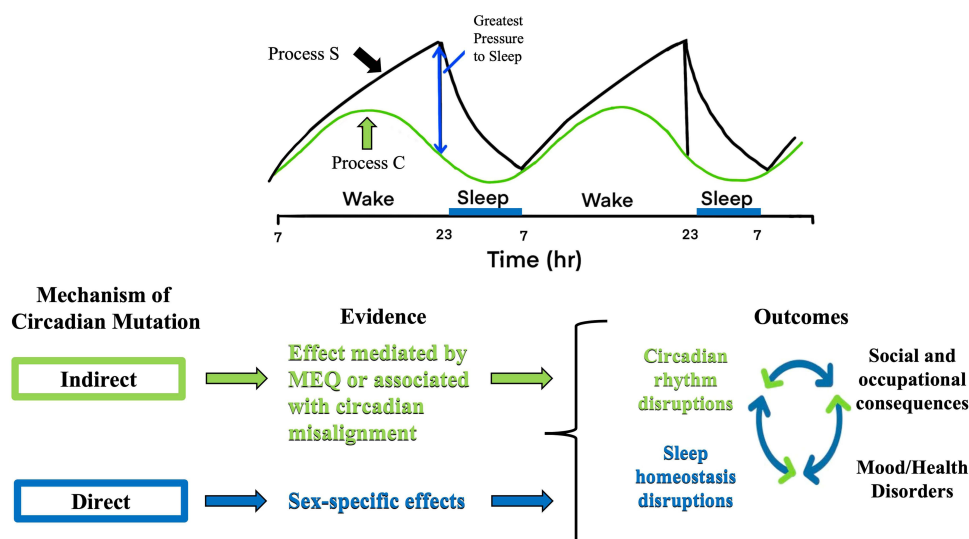 Greatest
Pressure
to Sleep
Process S
Process C
Wake
Sleep
Wake
Sleep
7
23
7
23
7
Time (hr)
Mechanism of
Circadian Mutation
Evidence
Outcomes
Indirect
Effect mediated by
MEQ or associated
with circadian
misalignment
Circadian
rhythm
disruptions
Social and
occupational
consequences
Direct
Sex-specific effects
Sleep
homeostasis
disruptions
Mood/Health
Disorders